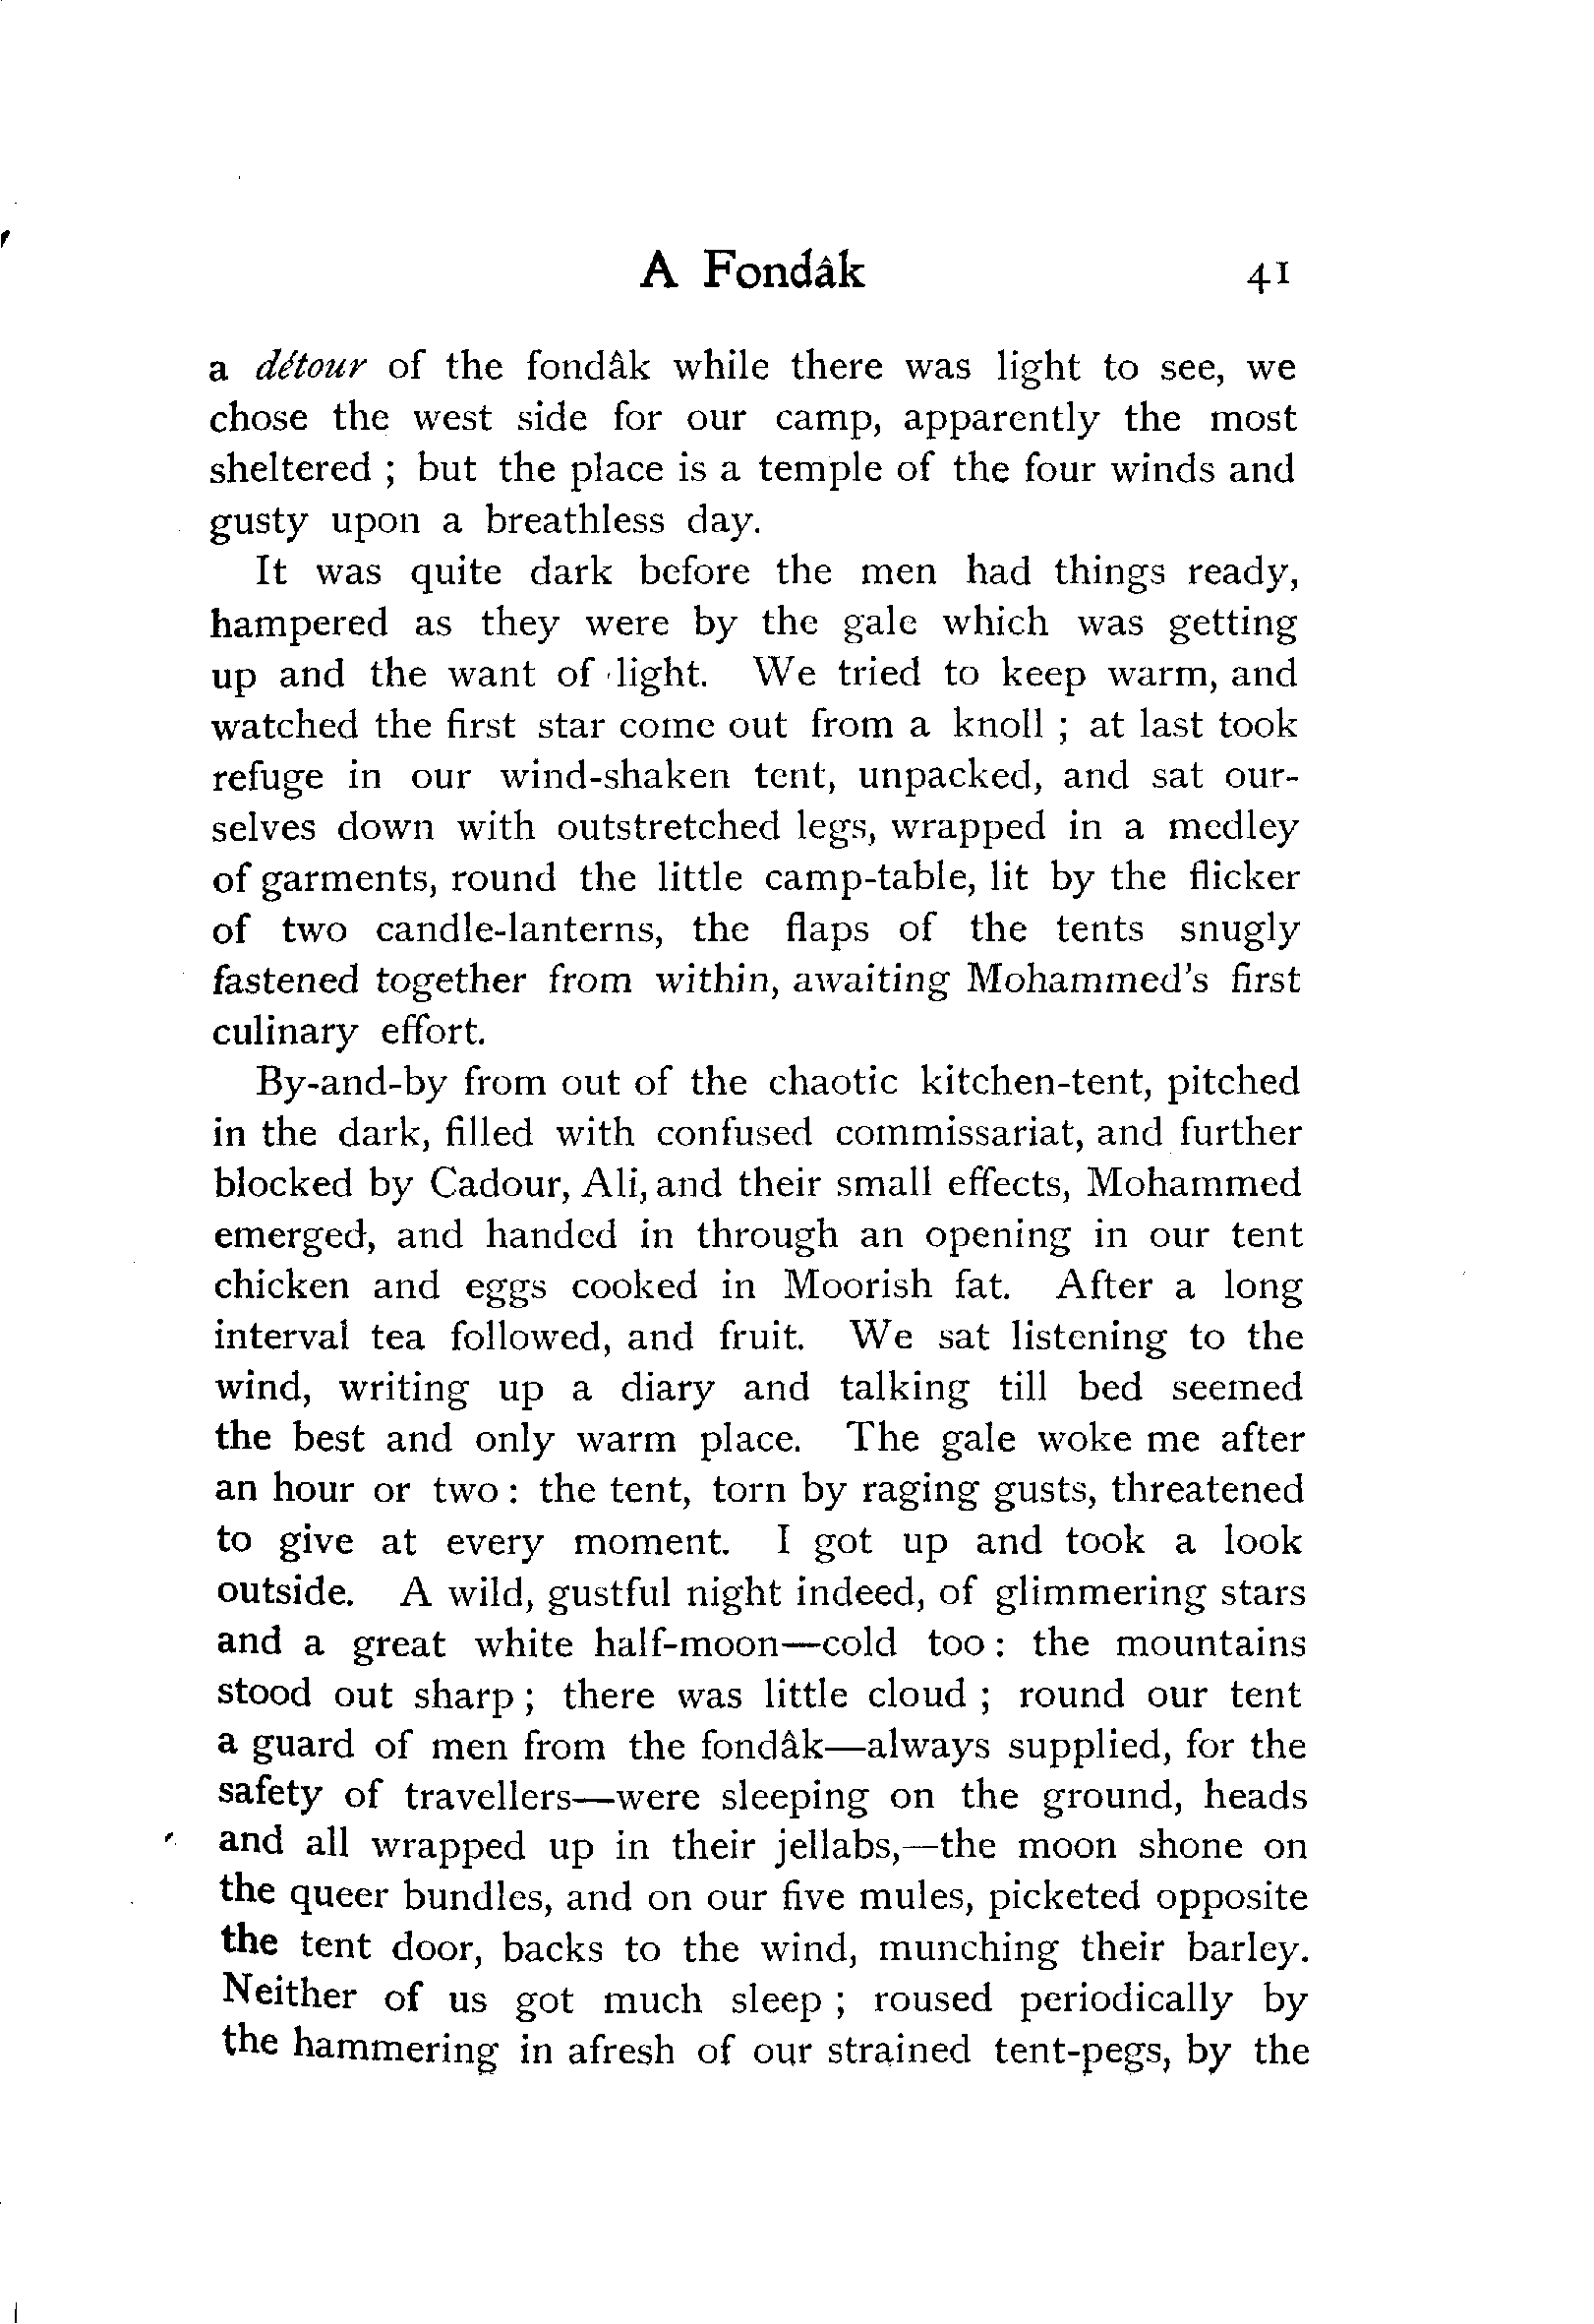 A Fondâk 41
a détour of the fondâk while there was light to see, we
chose the west side for our camp, apparently the most
sheltered ; but the place is a temple of the four winds and
gusty upon a breathless day.
It was quite dark before the men had things ready,
hampered as they were by the gale which was getting
up and the want of light. We tried to keep warm, and
watched the first star come out from a knoll ; at last took
refuge in our wind-shaken tent, unpacked, and sat our-
selves down with outstretched legs, wrapped in a medley
of garments, round the little camp-table, lit by the flicker
of two candle-lanterns, the flaps of the tents snugly
fastened together from within, awaiting Mohammed's first
culinary effort.
By-and-by from out of the chaotic kitchen-tent, pitched
in the dark, filled with confused commissariat, and further
blocked by Cadour, Ali, and their small effects, Mohammed
emerged, and handed in through an opening in our tent
chicken and eggs cooked in Moorish fat. After a long
interval tea followed, and fruit. We sat listening to the
wind, writing up a diary and talking till bed seemed
the best and only warm place. The gale woke me after
an hour or two : the tent, torn by raging gusts, threatened
to give at every moment. I got up and took a look
outside. A wild, gustful night indeed, of glimmering stars
and a great white half-moon—cold too : the mountains
stood out sharp ; there was little cloud ; round our tent
a guard of men from the fondâk—always supplied, for the
safety of travellers—were sleeping on the ground, heads
and all wrapped up in their jellabs,—the moon shone on
the queer bundles, and on our five mules, picketed opposite
the tent door, backs to the wind, munching their barley.
Neither of us got much sleep ; roused periodically by
the hammering in afresh of our strained tent-pegs, by the